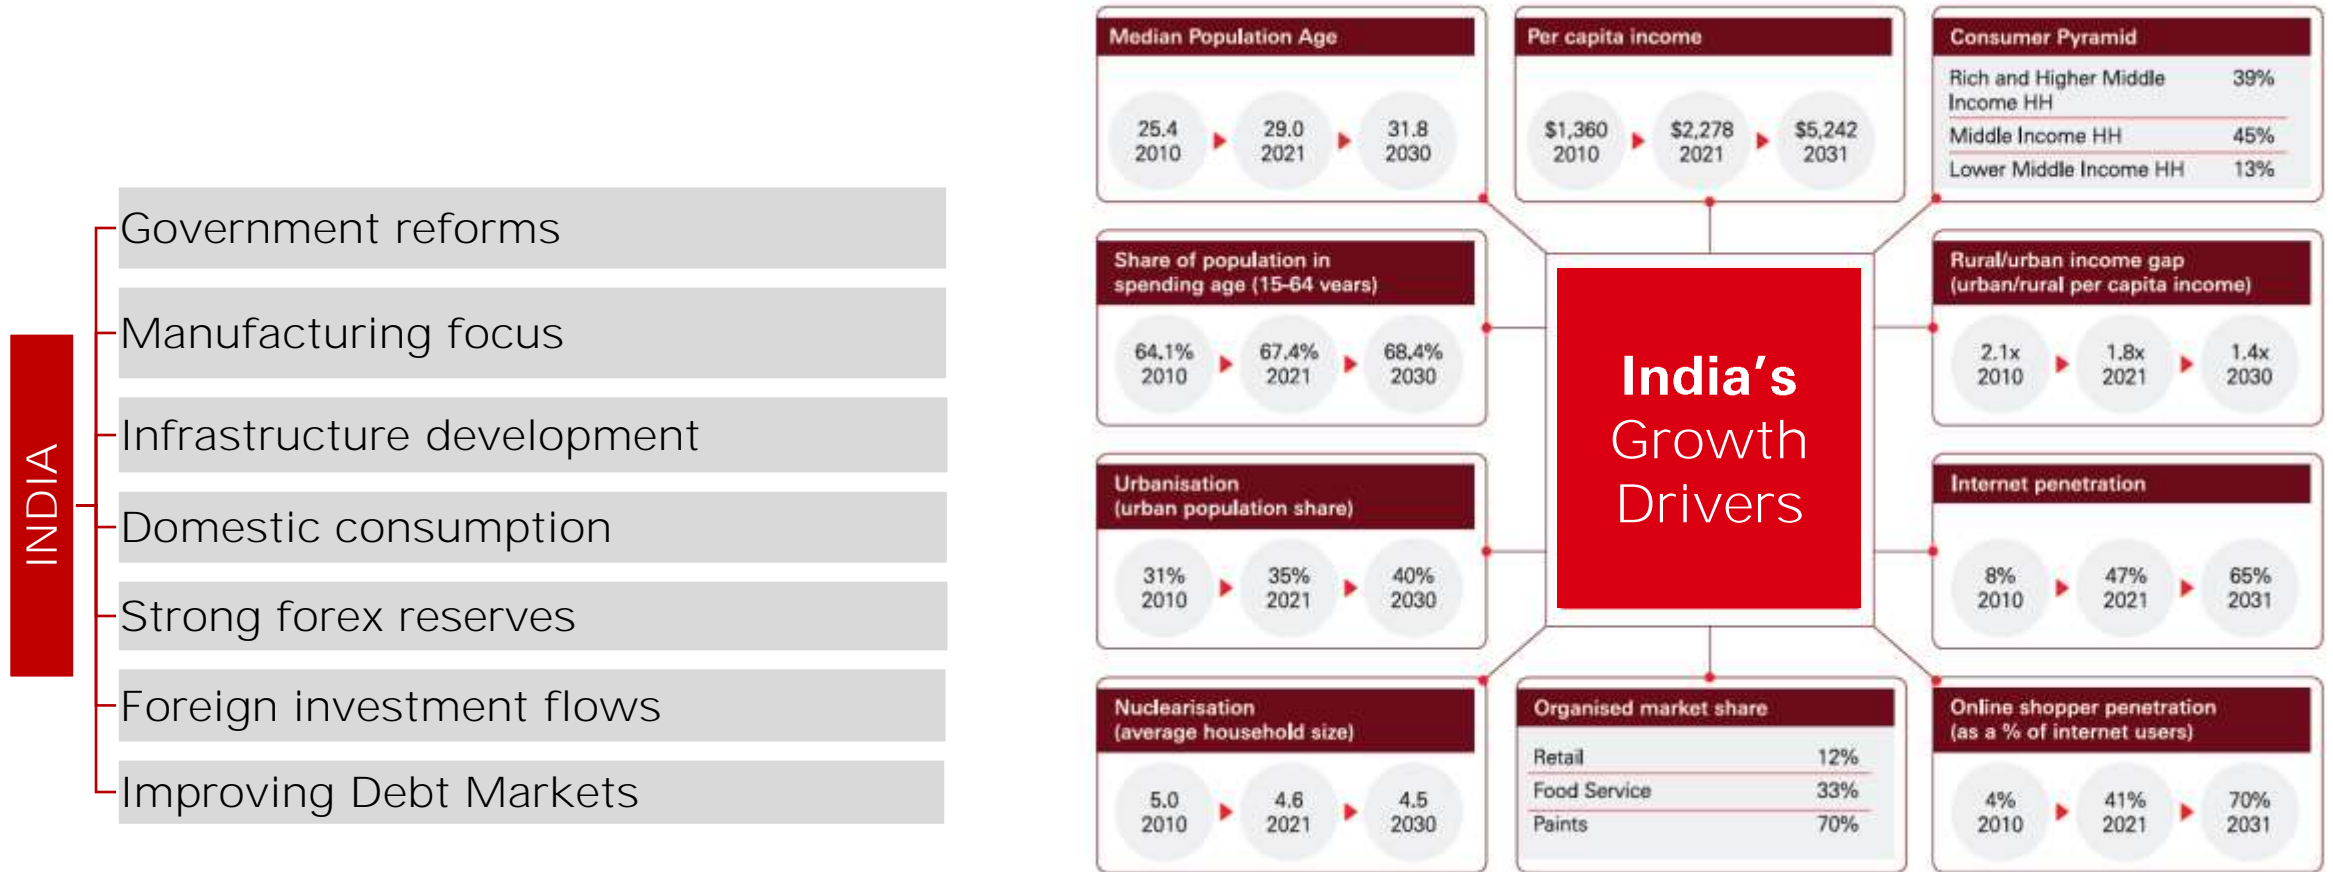 INDIA
Government reforms
Manufacturing focus
Infrastructure development
Domestic consumption
Strong forex reserves
Foreign investment flows
Improving Debt Markets
Median Population Age
25.4 29.0 31.8
2010 2021 2030
Per capita income
$1,360 $2,278 $5,242
2010 2021 2031
Consumer Pyramid
Rich and Higher Middle 39%
Income HH
Middle Income HH 45%
Lower Middle Income HH 13%
Share of population in
spending age (15-64 years)
64.1% 67.4% 68.4%
2010 2021 2030
India's
Growth
Drivers
Rural/urban income gap
(urban/rural per capita income)
2.1x 1.8x 1.4x
2010 2021 2030
Urbanisation
(urban population share)
31% 35% 40%
2010 2021 2030
Internet penetration
8% 47% 65%
2010 2021 2031
Nuclearisation
(average household size)
5.0 4.6 4.5
2010 2021 2030
Organised market share
Retail 12%
Food Service 33%
Paints 70%
Online shopper penetration
(as a % of internet users)
4% 41% 70%
2010 2021 2031